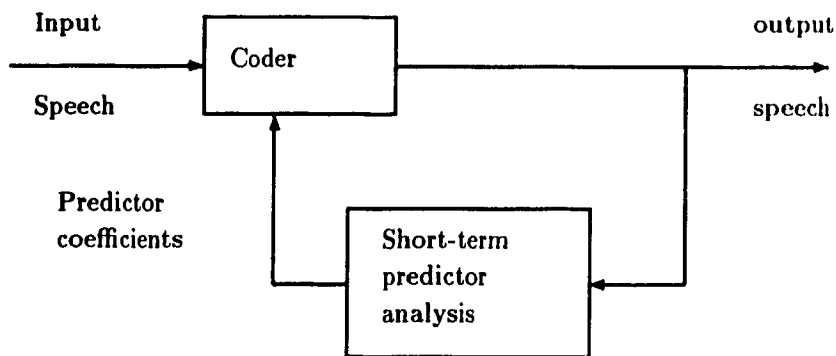 Input
Speech
Coder
output
speech
Predictor
coefficients
Short-term
predictor
analysis